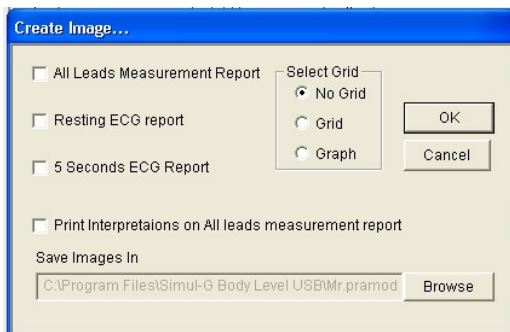 Create Image...
All Leads Measurement Report
Select Grid
No Grid
Resting ECG report
Grid
OK
5 Seconds ECG Report
Graph
Cancel
Print Interpretaions on All leads measurement report
Save Images In
C:\Program Files\Simul-G Body Level USB\Mr.pramod
Browse